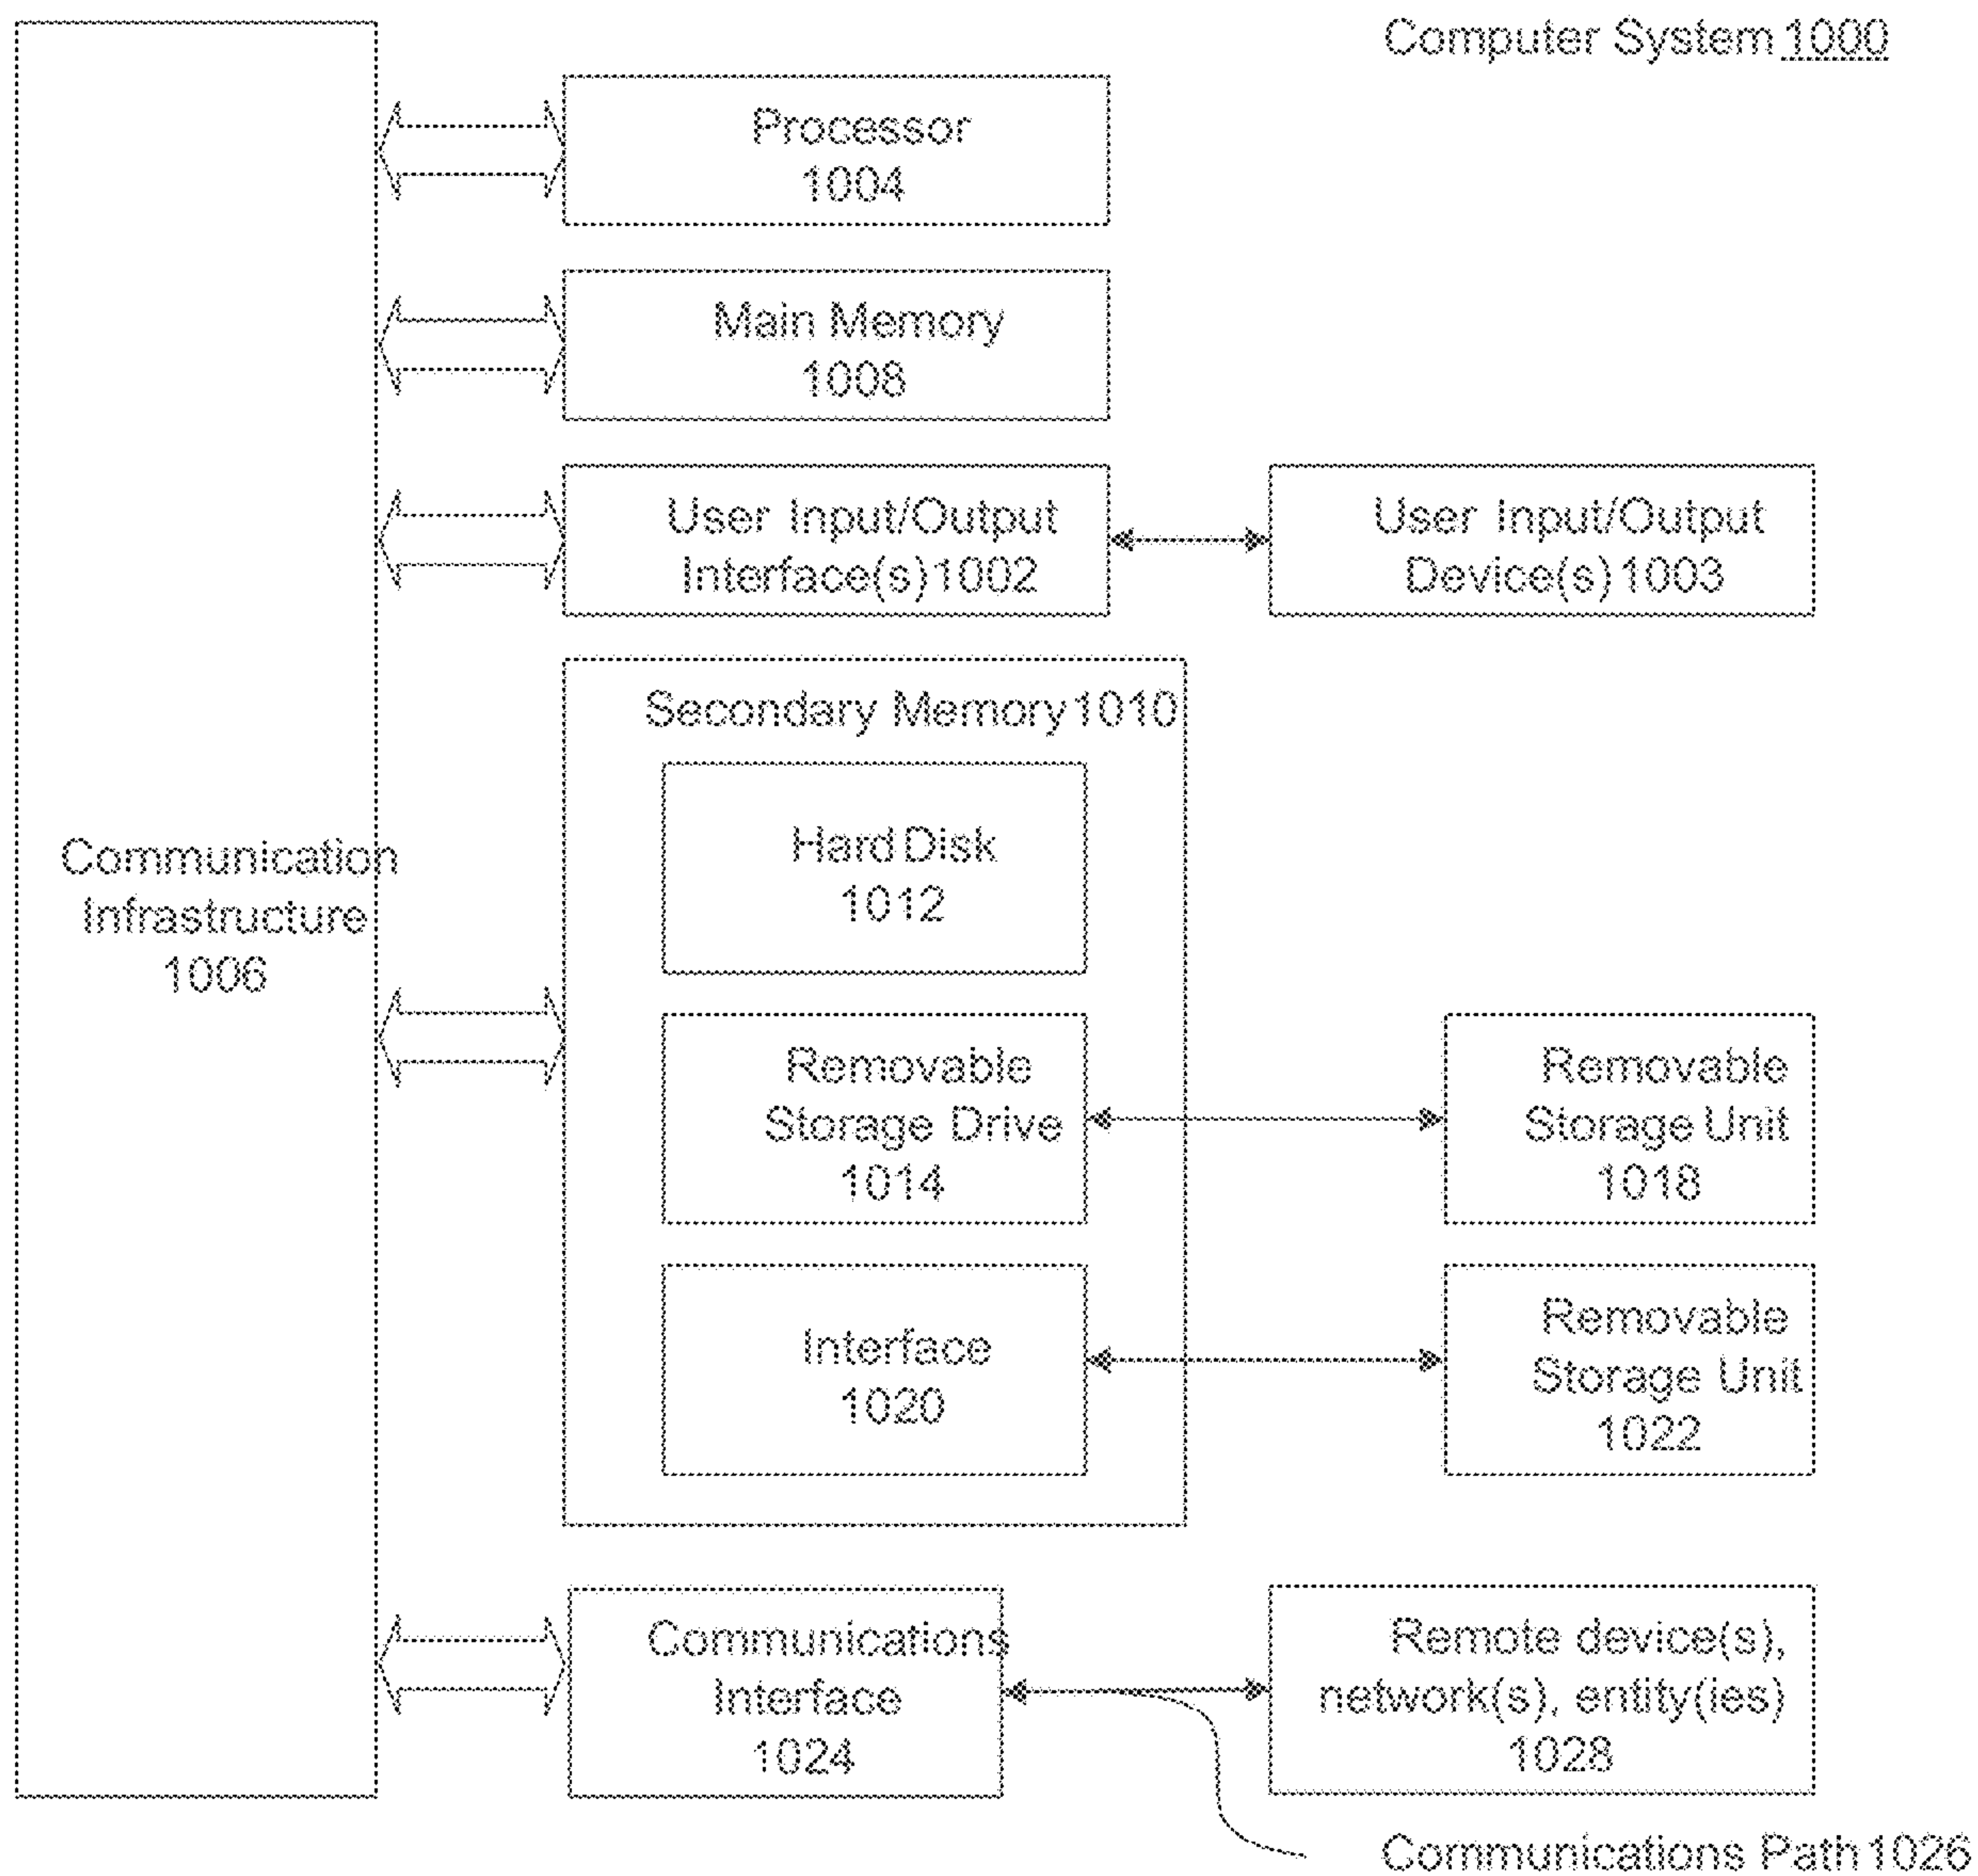 Computer System 1000
Processor
1004
Main Memory
1008
User Input/Output
Interface(s) 1002
User Input/Output
Device(s) 1003
Secondary Memory 1010
Hard Disk
1012
Communication
Infrastructure
1006
Removable
Storage Drive
1014
Removable
Storage Unit
1018
Interface
1020
Removable
Storage Unit
1022
Communications
Interface
1024
Remote device(s),
network(s), entity(ies)
1028
Communications Path 1026